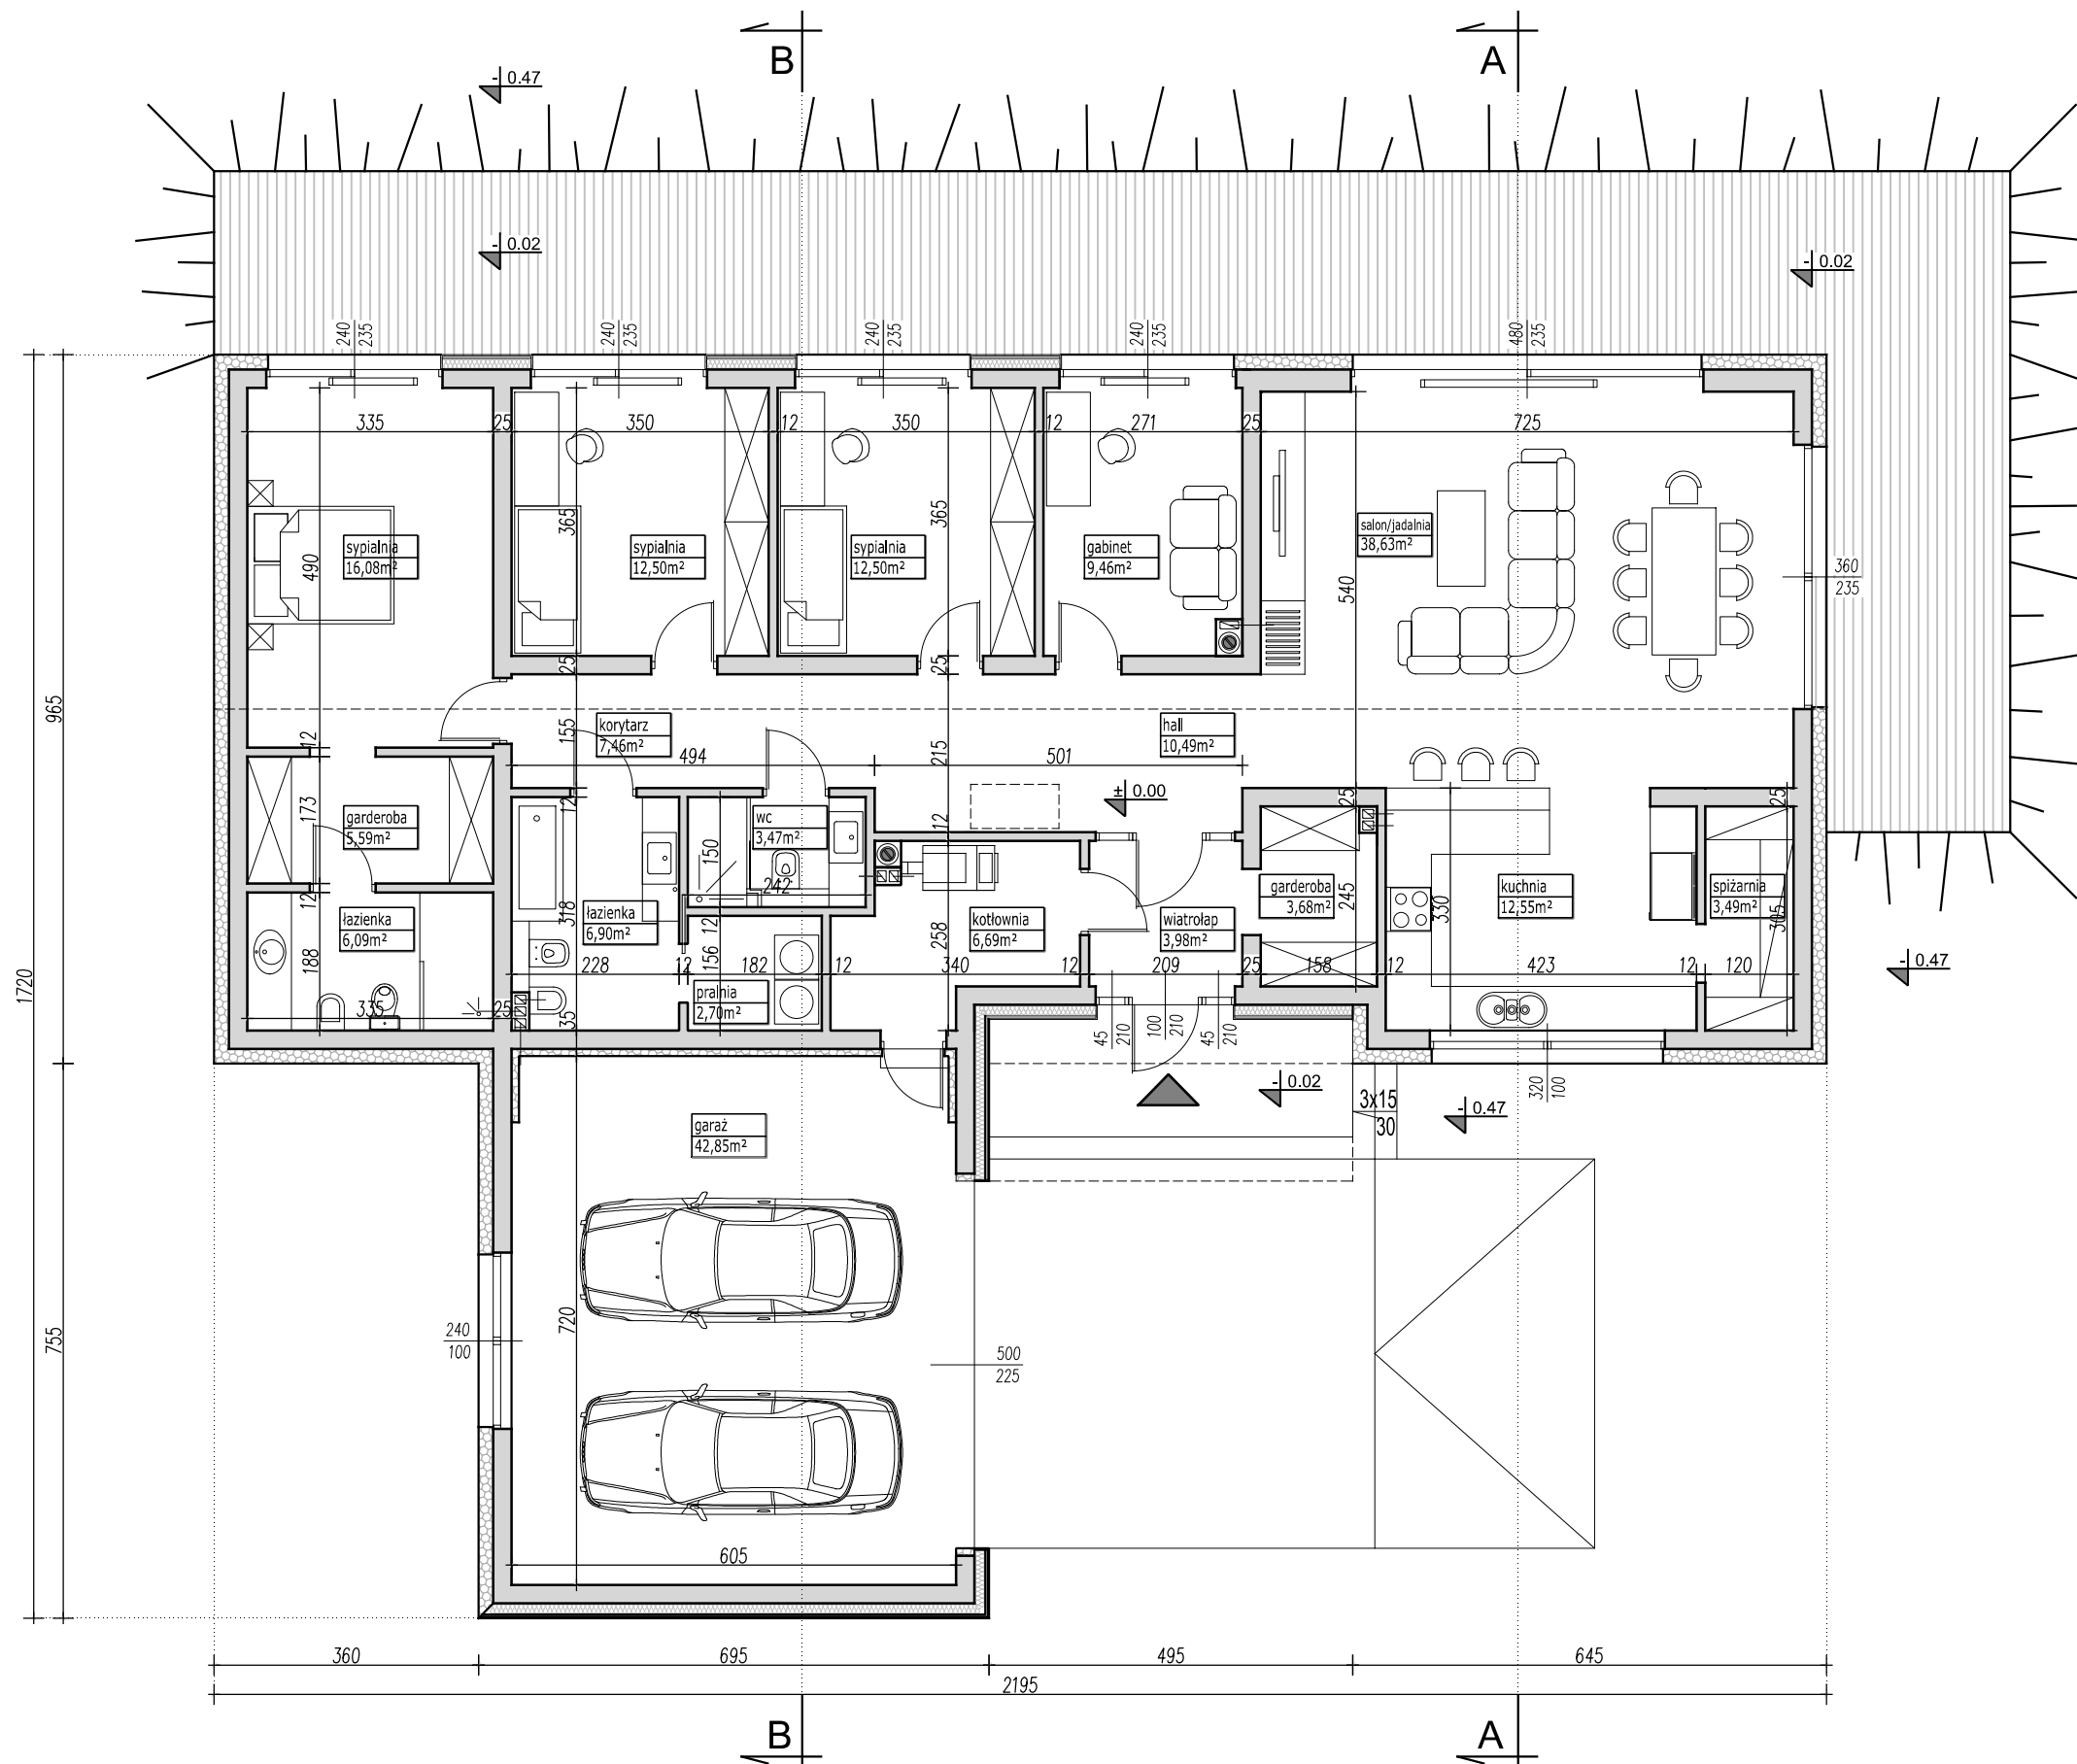 B
A
- 0.47
- 0.02
- 0.02
240
235
240
235
240
235
240
235
480
235
335
25
350
12
350
12
271
25
725
490
365
365
540
sypialnia
16,08m²
sypialnia
12,50m²
sypialnia
12,50m²
gabinet
9,46m²
salon/jadalnia
38,63m²
360
235
25
25
965
12
155
korytarz
7,46m²
215
hall
10,49m²
494
501
± 0.00
173
garderoba
5,59m²
12
wc
3,47m²
150
242
12
25
25
12
łazienka
6,09m²
188
318
łazienka
6,90m²
12
156
kotłownia
6,69m²
258
wiatrołap
3,98m²
garderoba
3,68m²
245
330
kuchnia
12,55m²
spiżarnia
3,49m²
305
228
12
182
12
340
12
209
25
158
12
423
12
120
- 0.47
1720
335
25
35
pralnia
2,70m²
45
210
100
210
45
210
- 0.02
3x15
30
- 0.47
320
100
garaż
42,85m²
755
240
100
720
500
225
605
360
695
495
645
2195
B
A